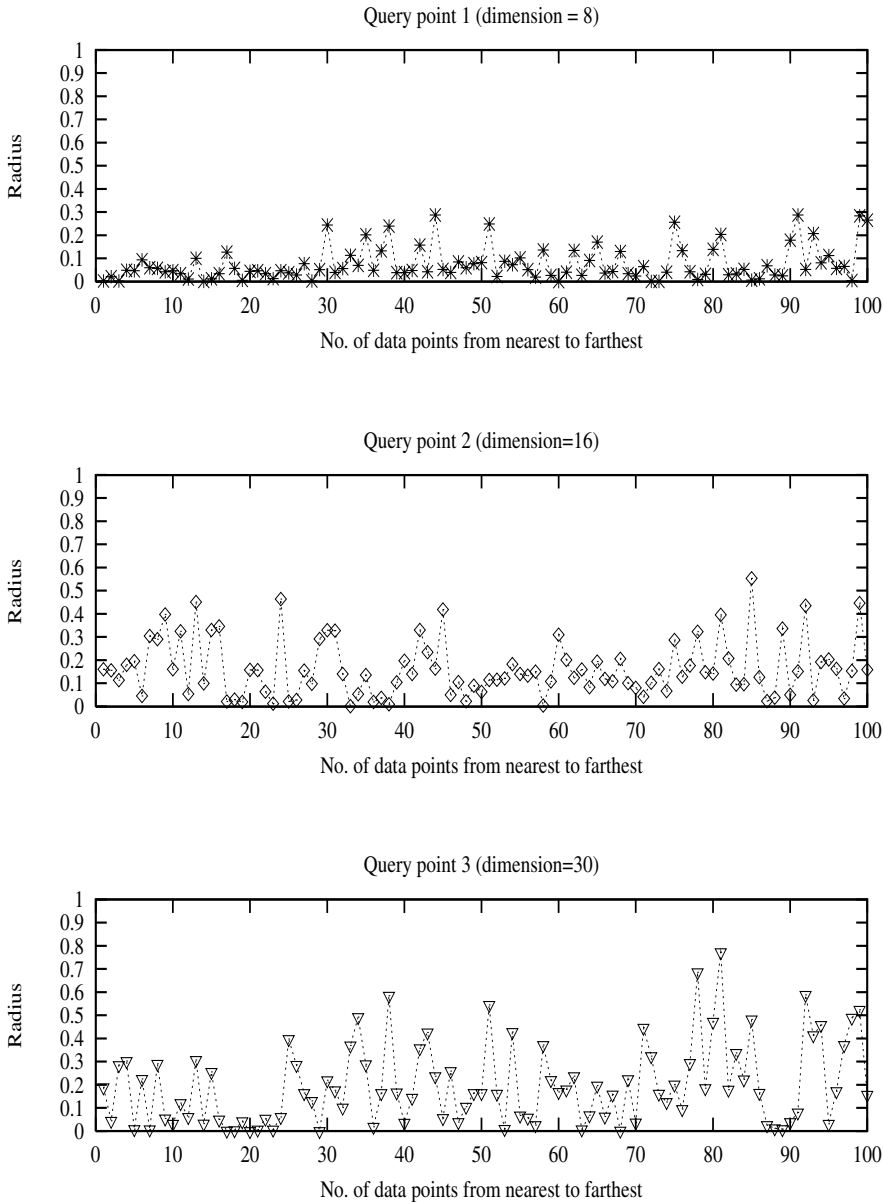 Query point 1 (dimension = 8)
1
0.9
0.8
0.7
0.6
0.5
0.4
0.3
0.2
0.1
0
Radius
0 10 20 30 40 50 60 70 80 90 100
No. of data points from nearest to farthest
Query point 2 (dimension=16)
1
0.9
0.8
0.7
0.6
0.5
0.4
0.3
0.2
0.1
0
Radius
0 10 20 30 40 50 60 70 80 90 100
No. of data points from nearest to farthest
Query point 3 (dimension=30)
1
0.9
0.8
0.7
0.6
0.5
0.4
0.3
0.2
0.1
0
Radius
0 10 20 30 40 50 60 70 80 90 100
No. of data points from nearest to farthest